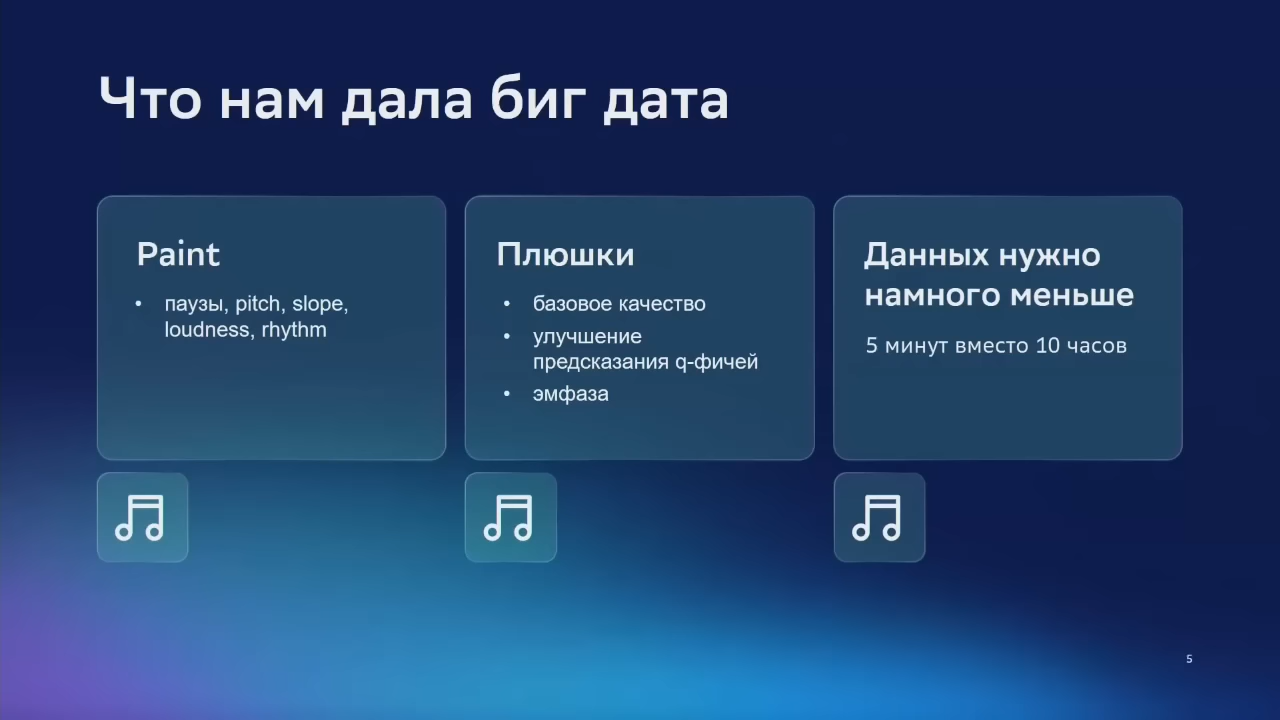 Что нам дала биг дата
Paint
• паузы, pitch, slope,
loudness, rhythm
Плюшки
• базовое качество
• улучшение
предсказания q-фичей
• эмфаза
Данных нужно
намного меньше
5 минут вместо 10 часов
5